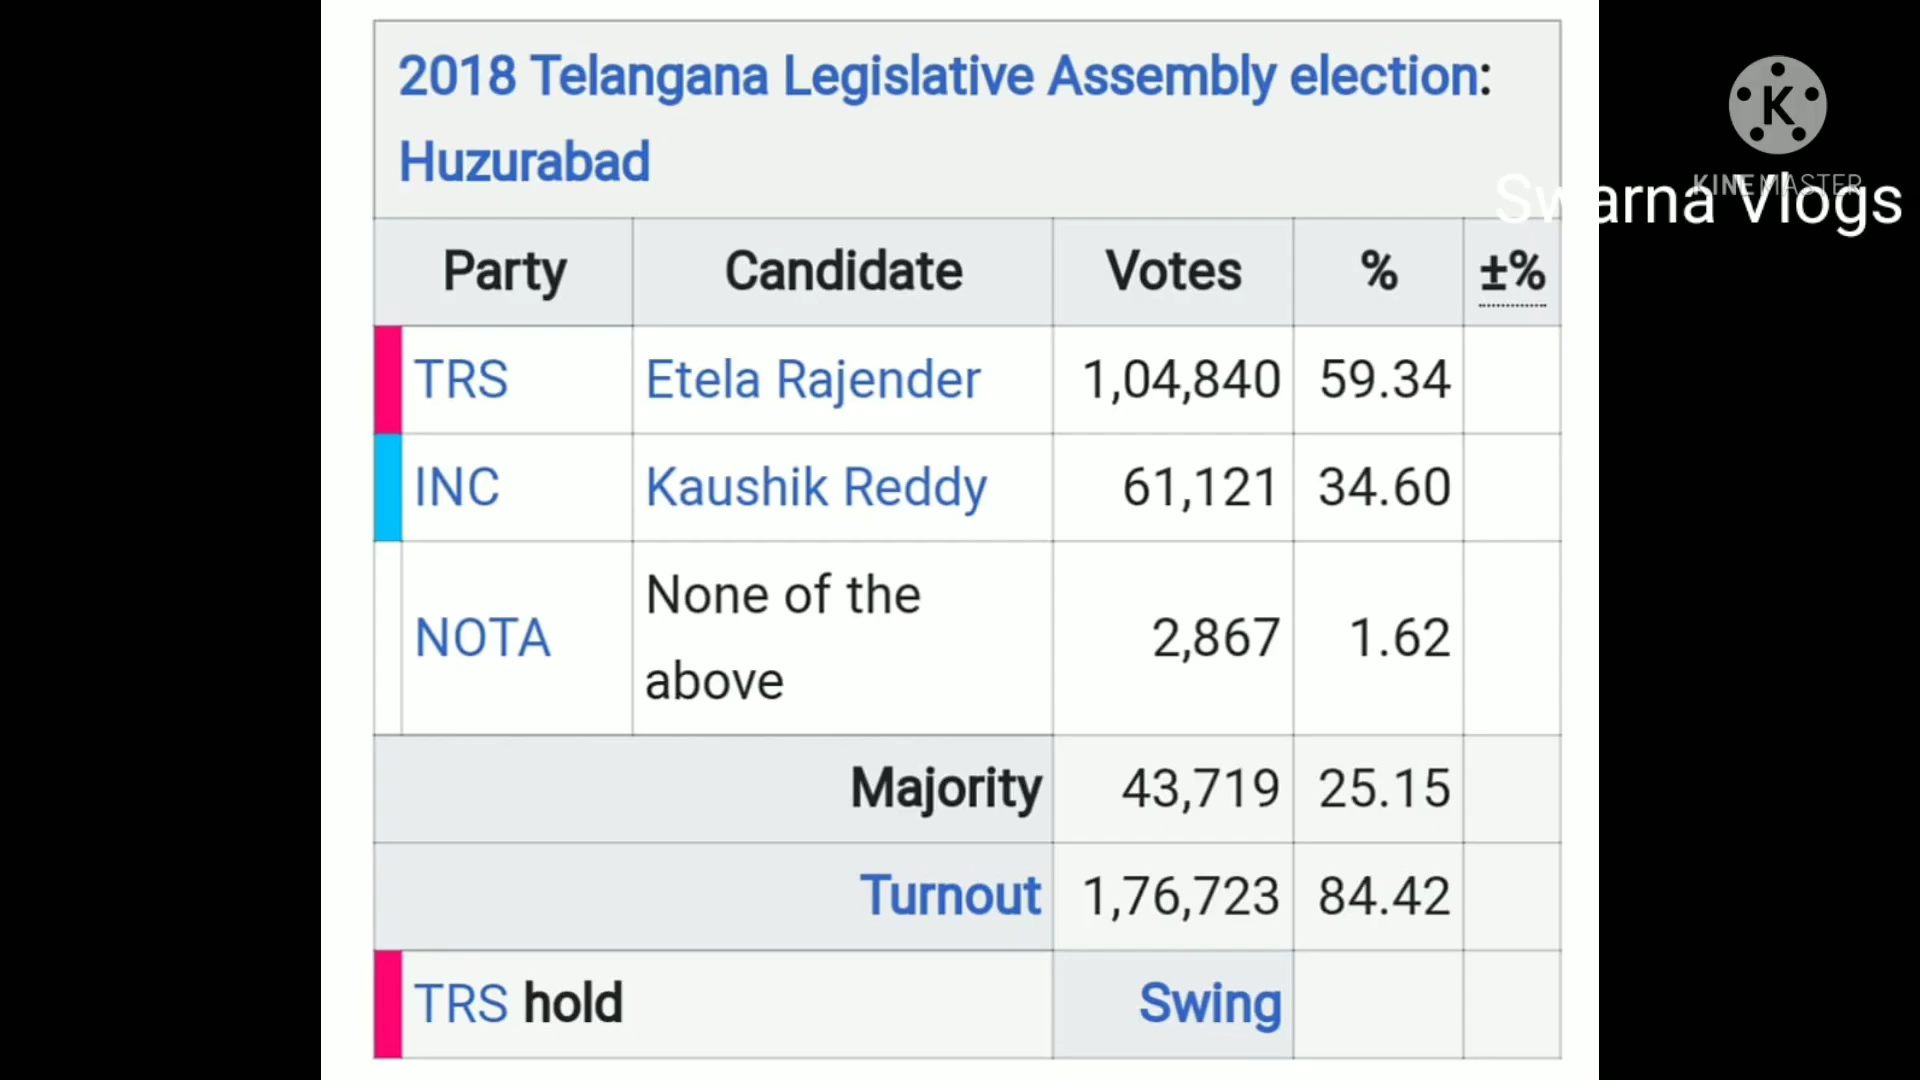 2018 Telangana Legislative Assembly election:
Huzurabad
KINEMASTER
Swarna Vlogs
Party Candidate Votes % ±%
TRS Etela Rajender 1,04,840 59.34
INC Kaushik Reddy 61,121 34.60
NOTA None of the above 2,867 1.62
Majority 43,719 25.15
Turnout 1,76,723 84.42
TRS hold Swing